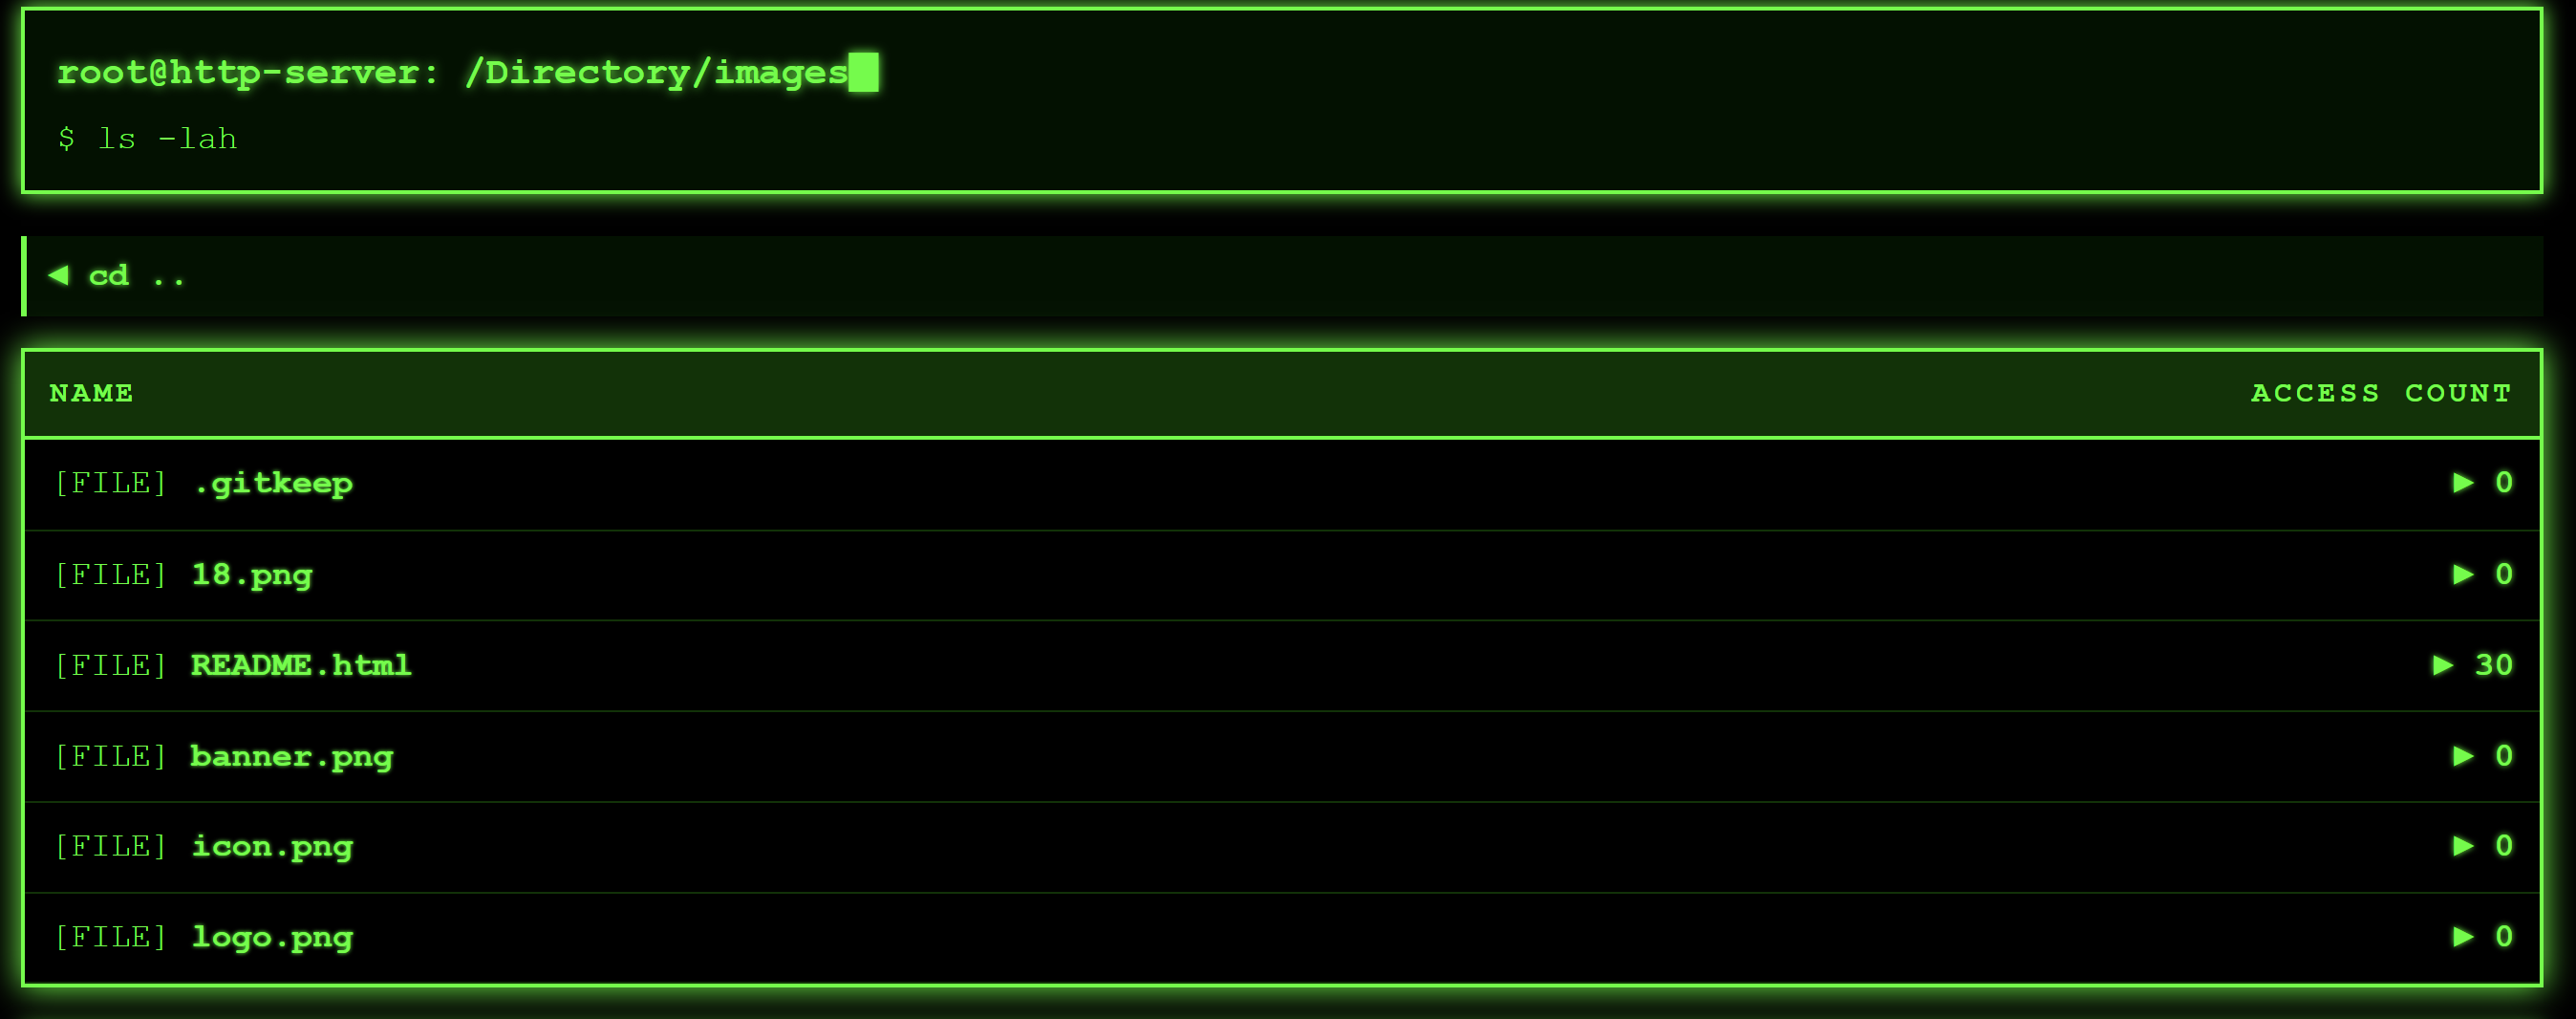 root@http-server: /Directory/images
$ ls -lah
◄ cd ..
NAME ACCESS COUNT
[FILE] .gitkeep ► 0
[FILE] 18.png ► 0
[FILE] README.html ► 30
[FILE] banner.png ► 0
[FILE] icon.png ► 0
[FILE] logo.png ► 0